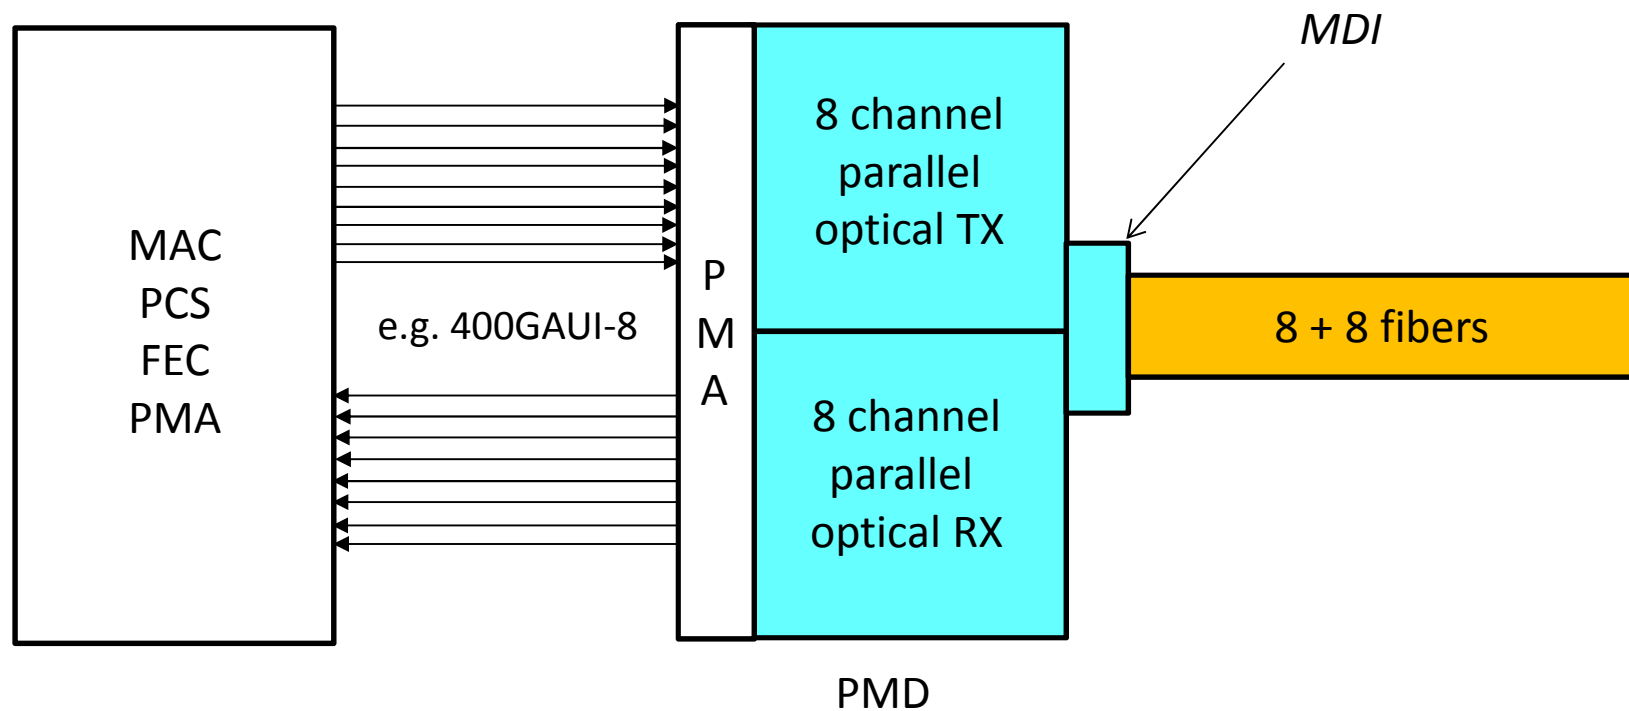 MAC
PCS
FEC
PMA
e.g. 400GAUI-8
P
M
A
8 channel
parallel
optical TX
8 channel
parallel
optical RX
PMD
MDI
8 + 8 fibers